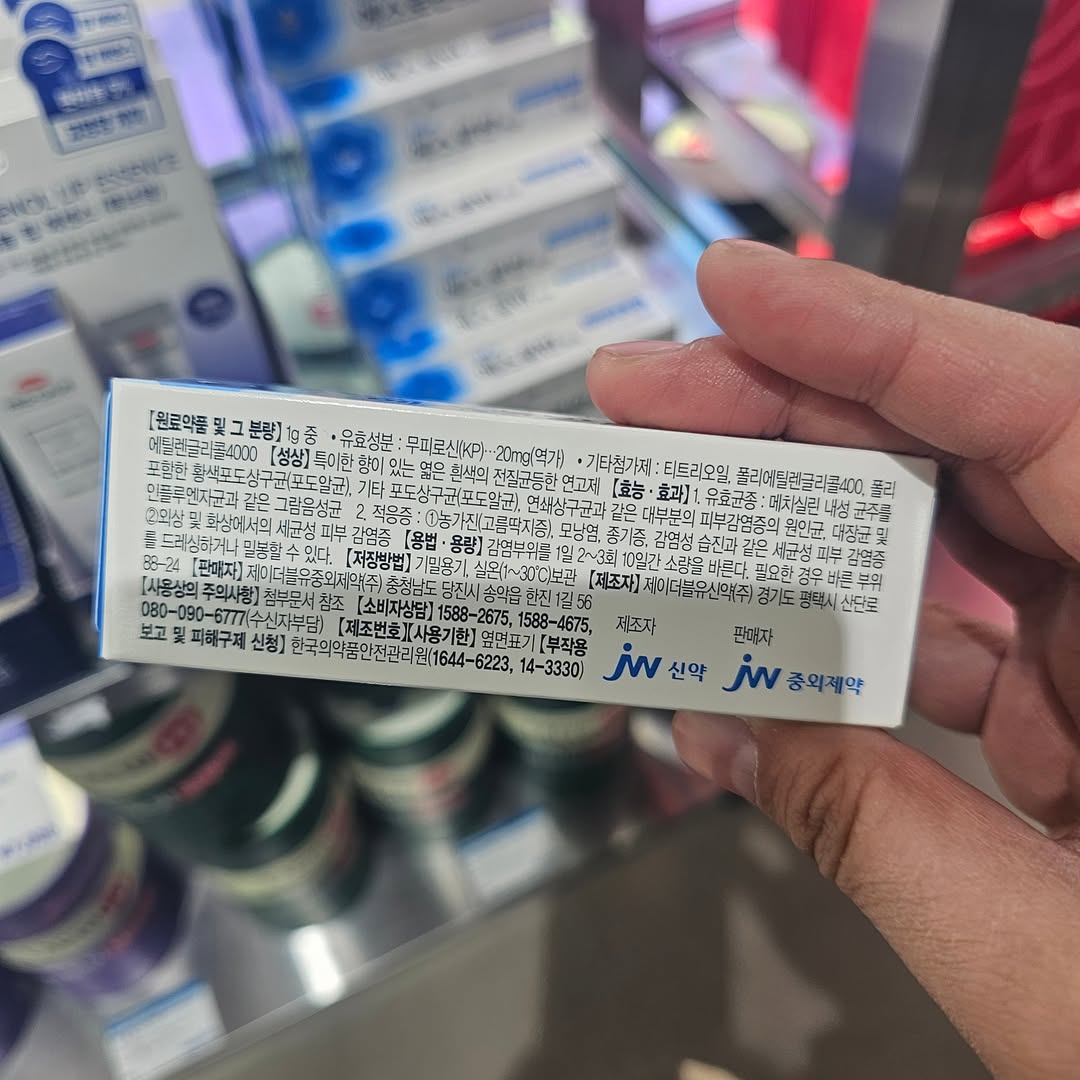 【원료약품 및 그 분량】 1g 중 • 유효성분 : 무피로신(KP)…20mg(역가) • 기타첨가제 : 티트리오일, 폴리에틸렌글리콜400, 폴리
에틸렌글리콜4000 【성상】 특이한 향이 있는 엷은 흰색의 전질균등한 연고제 【효능·효과】 1. 유효균종 : 메치실린 내성 균주를
포함한 황색포도상구균(포도알균), 기타 포도상구균(포도알균), 연쇄상구균과 같은 대부분의 피부감염증의 원인균, 대장균 및
인플루엔자균과 같은 그람음성균 2. 적응증 : ①농가진(고름딱지증), 모낭염, 종기증, 감염성 습진과 같은 세균성 피부 감염증
②외상 및 화상에서의 세균성 피부 감염증 【용법·용량】 감염부위를 1일 2~3회 10일간 소량을 바른다. 필요한 경우 바른 부위
를 드레싱하거나 밀봉할 수 있다. 【저장방법】 기밀용기, 실온(1~30℃)보관 【제조자】 제이더블유신약(주) 경기도 평택시 산단로
88-24 【판매자】 제이더블유중외제약(주) 충청남도 당진시 송악읍 한진 1길 56
【사용상의 주의사항】 첨부문서 참조 【소비자상담】 1588-2675, 1588-4675,
080-090-6777(수신자부담) 【제조번호】【사용기한】 옆면표기 【부작용
보고 및 피해구제 신청】 한국의약품안전관리원(1644-6223, 14-3330)
제조자
jw 신약
판매자
jw 중외제약
LIP ESSENCE